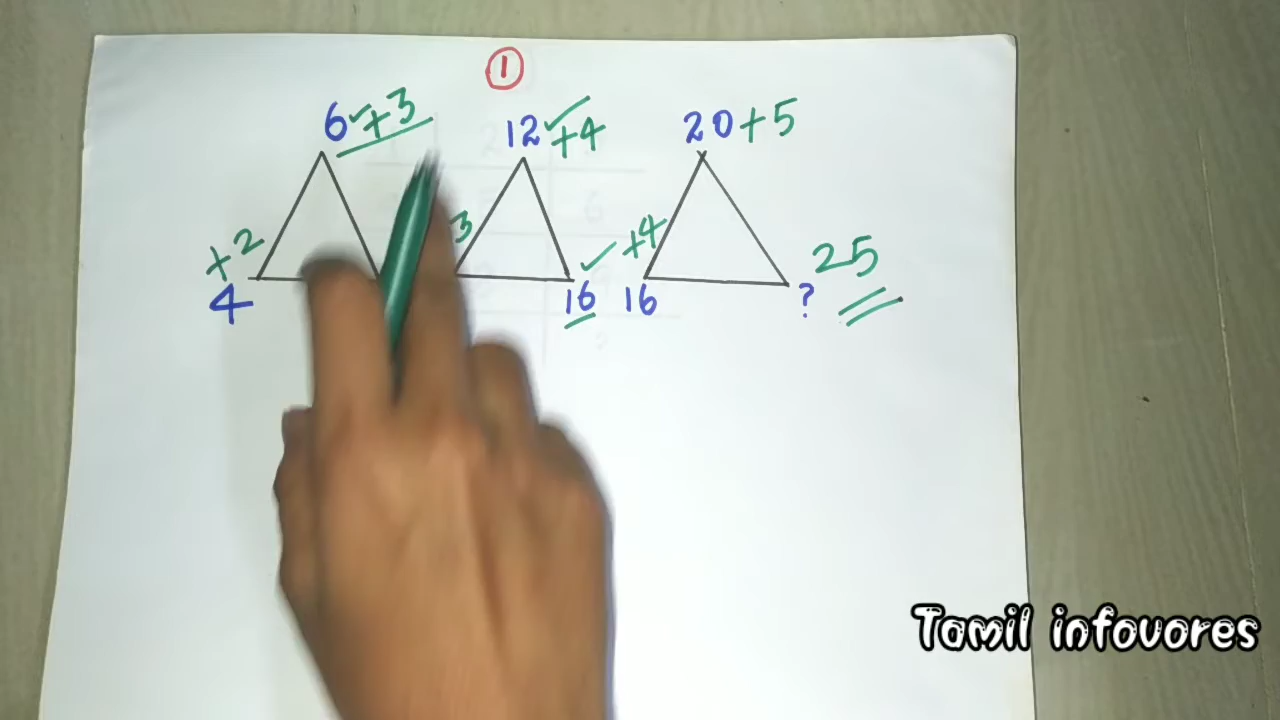 1
6 +3 12 +4 20 +5
+2 3 +4 25
4 16 16 ?
Tamil infovores